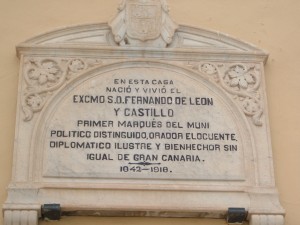 EN ESTA CASA
NACIÓ Y VIVIÓ EL
EXCMO S.D. FERNANDO DE LEON
Y CASTILLO
PRIMER MARQUÉS DEL MUNI
POLITICO DISTINGUIDO, ORADOR ELOCUENTE,
DIPLOMATICO ILUSTRE Y BIENHECHOR SIN
IGUAL DE GRAN CANARIA.
1842-1918.